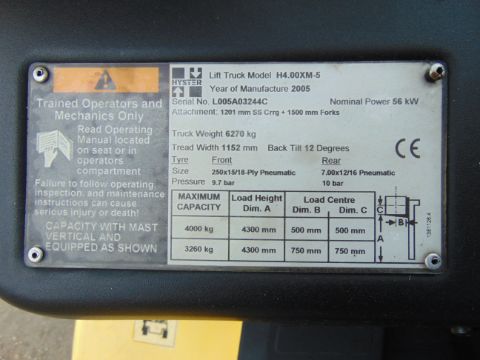 HYSTER
Lift Truck Model H4.00XM-5
Year of Manufacture 2005
Serial No. L005A03244C Nominal Power 56 kW
Attachment: 1201 mm SS Crrg + 1500 mm Forks
Truck Weight 6270 kg
Tread Width 1152 mm Back Tilt 12 Degrees
Tyre Front Rear
Size 250x15/18-Ply Pneumatic 7.00x12/16 Pneumatic
Pressure 9.7 bar 10 bar
CE
MAXIMUM CAPACITY Load Height Dim. A Load Centre
Dim. B Dim. C
4000 kg 4300 mm 500 mm 500 mm
3260 kg 4300 mm 750 mm 750 mm
C
B
A
Trained Operators and
Mechanics Only
Read Operating
Manual located
on seat or in
operators
compartment
Failure to follow operating,
inspection, and maintenance
instructions can cause
serious injury or death!
CAPACITY WITH MAST
VERTICAL AND
EQUIPPED AS SHOWN